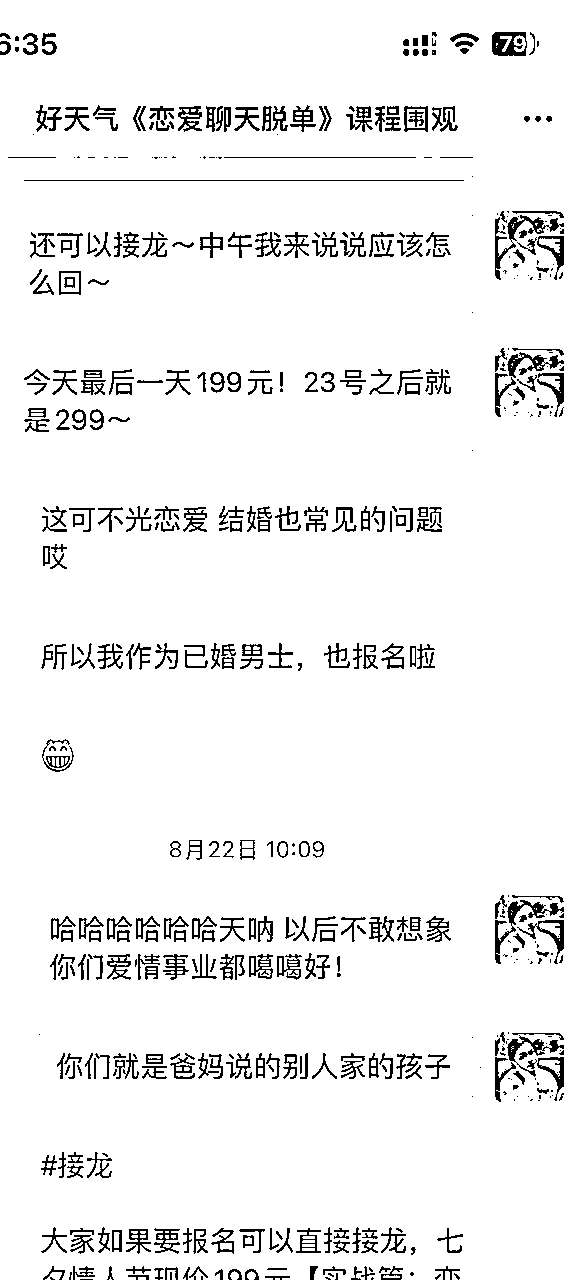 6:35
79
好天气《恋爱聊天脱单》课程围观
还可以接龙～中午我来说说应该怎
么回～
今天最后一天199元！23号之后就
是299～
这可不光恋爱 结婚也常见的问题
哎
所以我作为已婚男士，也报名啦
8月22日 10:09
哈哈哈哈哈哈天呐 以后不敢想象
你们爱情事业都噶噶好！
你们就是爸妈说的别人家的孩子
#接龙
大家如果要报名可以直接接龙，七
夕情人节现价199元【实战篇：恋